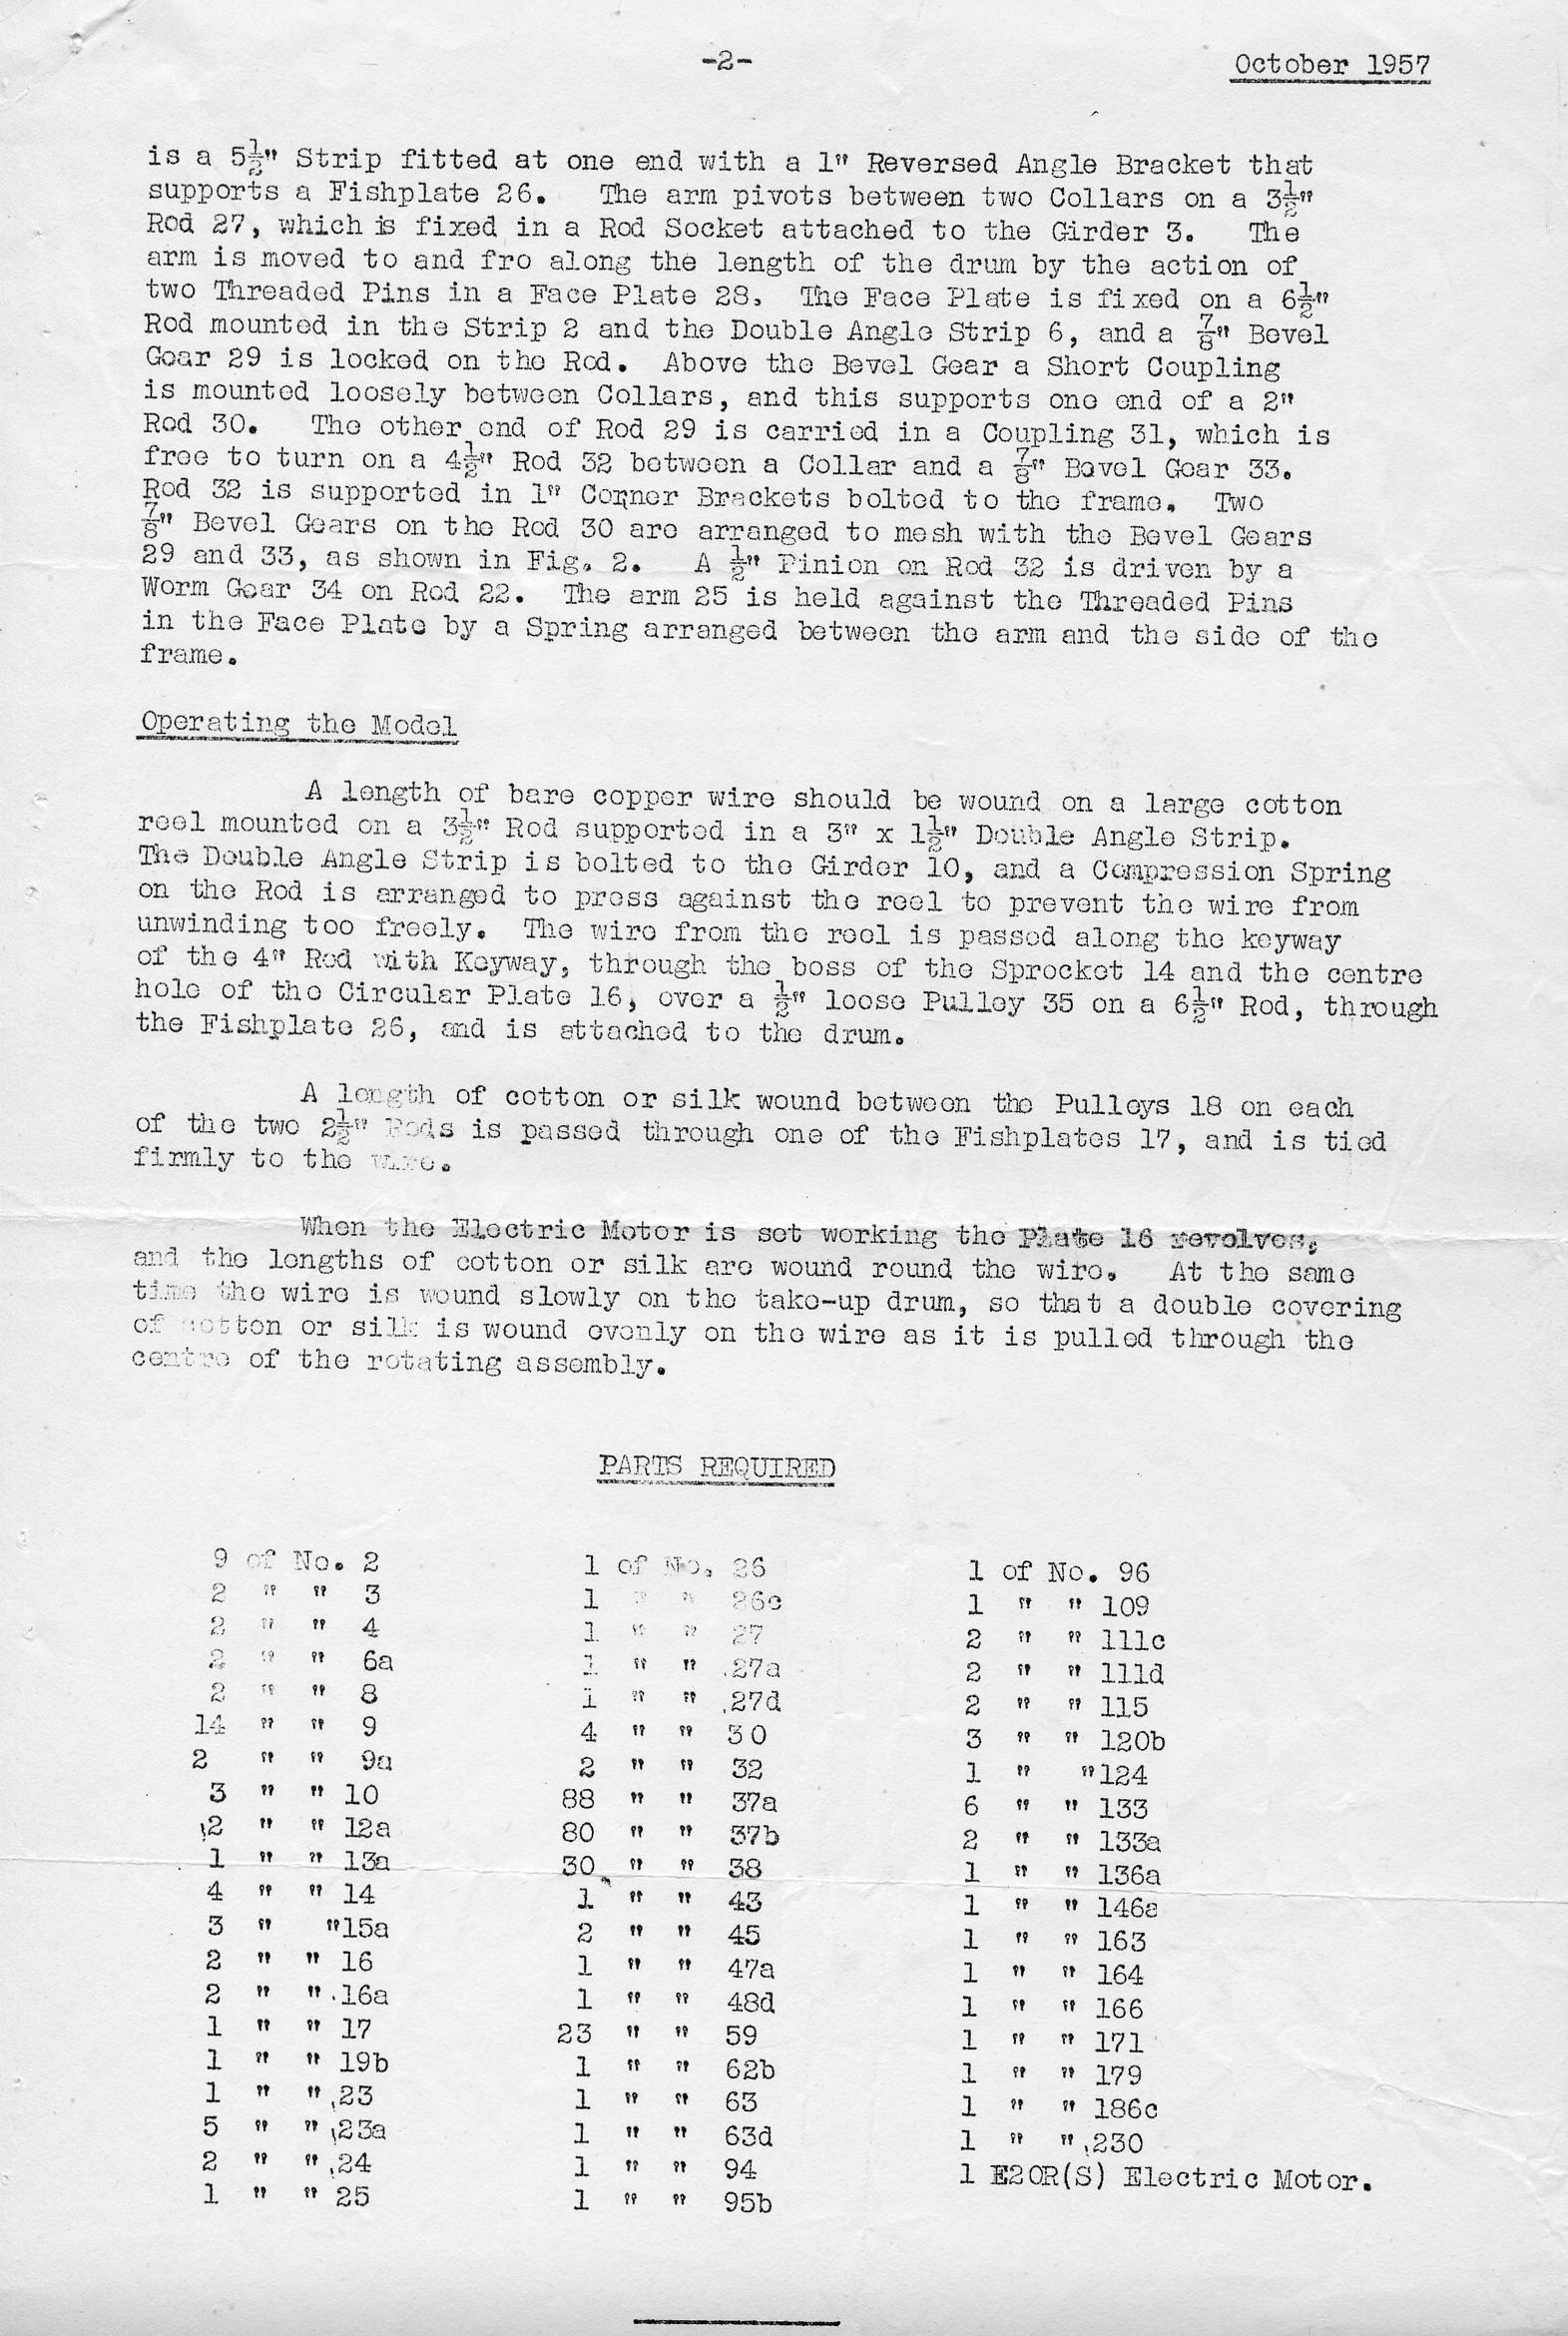 -2- October 1957
is a 5½" Strip fitted at one end with a 1" Reversed Angle Bracket that
supports a Fishplate 26. The arm pivots between two Collars on a 3½"
Rod 27, which is fixed in a Rod Socket attached to the Girder 3. The
arm is moved to and fro along the length of the drum by the action of
two Threaded Pins in a Face Plate 28. The Face Plate is fixed on a 6½"
Rod mounted in the Strip 2 and the Double Angle Strip 6, and a ⅞" Bevel
Gear 29 is locked on the Rod. Above the Bevel Gear a Short Coupling
is mounted loosely between Collars, and this supports one end of a 2"
Rod 30. The other end of Rod 29 is carried in a Coupling 31, which is
free to turn on a 4½" Rod 32 between a Collar and a ⅞" Bevel Gear 33.
Rod 32 is supported in 1" Corner Brackets bolted to the frame. Two
⅞" Bevel Gears on the Rod 30 are arranged to mesh with the Bevel Gears
29 and 33, as shown in Fig. 2. A ½" Pinion on Rod 32 is driven by a
Worm Gear 34 on Rod 22. The arm 25 is held against the Threaded Pins
in the Face Plate by a Spring arranged between the arm and the side of the
frame.
Operating the Model
A length of bare copper wire should be wound on a large cotton
reel mounted on a 3½" Rod supported in a 3" x 1½" Double Angle Strip.
The Double Angle Strip is bolted to the Girder 10, and a Compression Spring
on the Rod is arranged to press against the reel to prevent the wire from
unwinding too freely. The wire from the reel is passed along the keyway
of the 4" Rod with Keyway, through the boss of the Sprocket 14 and the centre
hole of the Circular Plate 16, over a ½" loose Pulley 35 on a 6½" Rod, through
the Fishplate 26, and is attached to the drum.
A length of cotton or silk wound between the Pulleys 18 on each
of the two 2½" Rods is passed through one of the Fishplates 17, and is tied
firmly to the wire.
When the Electric Motor is set working the Plate 16 revolves,
and the lengths of cotton or silk are wound round the wire. At the same
time the wire is wound slowly on the take-up drum, so that a double covering
of cotton or silk is wound evenly on the wire as it is pulled through the
centre of the rotating assembly.
PARTS REQUIRED
9 of No. 2
2 " " 3
2 " " 4
2 " " 6a
2 " " 8
14 " " 9
2 " " 9a
3 " " 10
2 " " 12a
1 " " 13a
4 " " 14
3 " " 15a
2 " " 16
2 " " 16a
1 " " 17
1 " " 19b
1 " " 23
5 " " 23a
2 " " 24
1 " " 25
1 of No. 26
1 " " 26c
1 " " 27
1 " " 27a
1 " " 27d
4 " " 30
2 " " 32
88 " " 37a
80 " " 37b
30 " " 38
1 " " 43
2 " " 45
1 " " 47a
1 " " 48d
23 " " 59
1 " " 62b
1 " " 63
1 " " 63d
1 " " 94
1 " " 95b
1 of No. 96
1 " " 109
2 " " 111c
2 " " 111d
2 " " 115
3 " " 120b
1 " " 124
6 " " 133
2 " " 133a
1 " " 136a
1 " " 146a
1 " " 163
1 " " 164
1 " " 166
1 " " 171
1 " " 179
1 " " 186c
1 " " 230
1 E20R(S) Electric Motor.